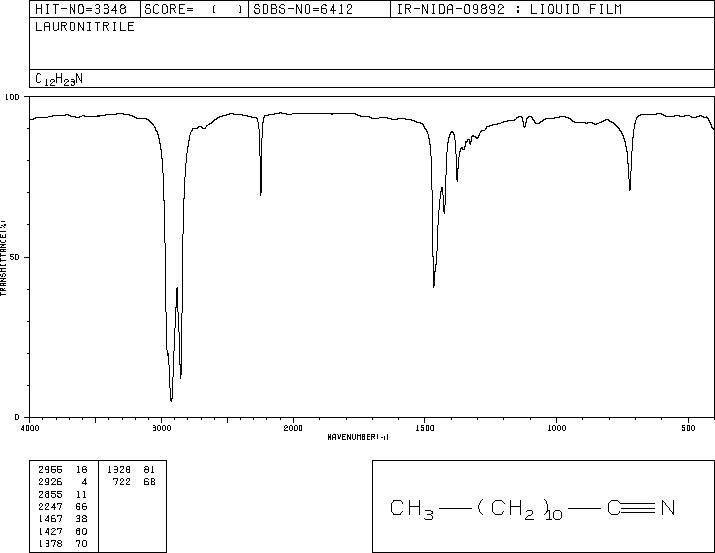 HIT-NO=3348 SCORE= ( ) SDBS-NO=6412 IR-NIDA-09892 : LIQUID FILM
LAURONITRILE
C12H23N
100
50
0
TRANSMITTANCE(%)
4000 3000 2000 1500 1000 500
WAVENUMBER(-1)
2956 18 1328 81
2926 4 722 68
2855 11
2247 66
1467 38
1427 60
1378 70
CH3 (CH2)10 C≡N